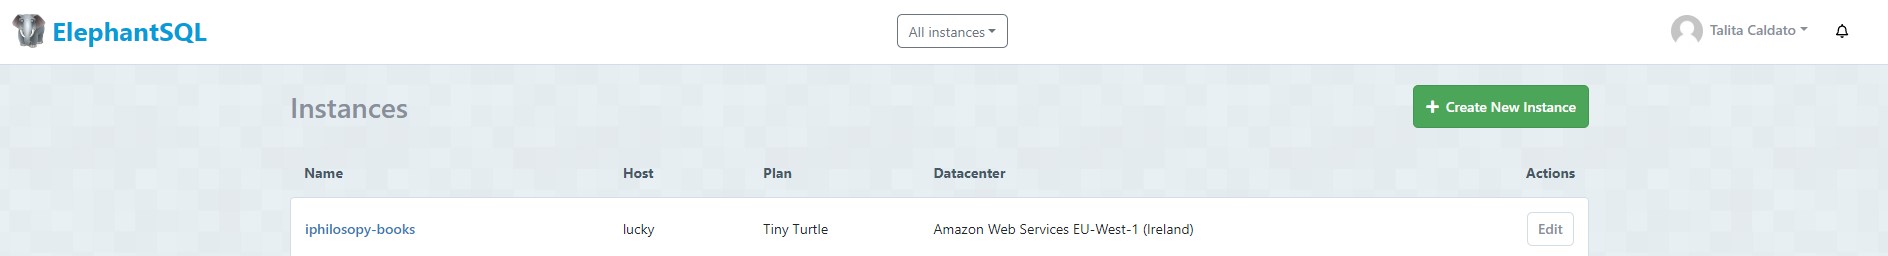 ElephantSQL All instances Talita Caldato
Instances + Create New Instance
Name Host Plan Datacenter Actions
iphilosopy-books lucky Tiny Turtle Amazon Web Services EU-West-1 (Ireland) Edit